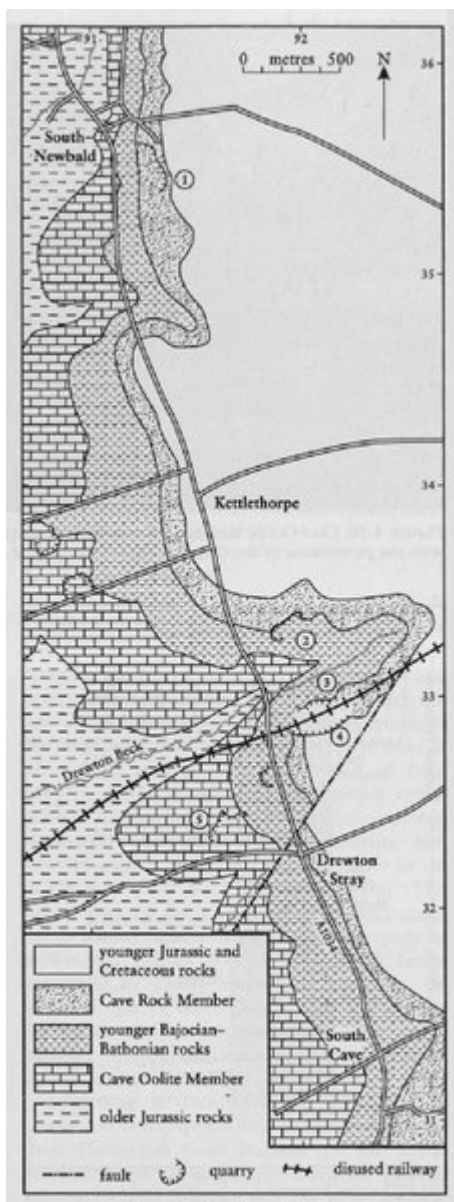 91
92
0 metres 500
N
36
South
Newbald
1
35
34
Kettlethorpe
2
3
33
4
Drewton Beck
5
Drewton
Stray
32
A1034
younger Jurassic and
Cretaceous rocks
Cave Rock Member
younger Bajocian–
Bathonian rocks
South
Cave
Cave Oolite Member
older Jurassic rocks
31
fault
quarry
disused railway